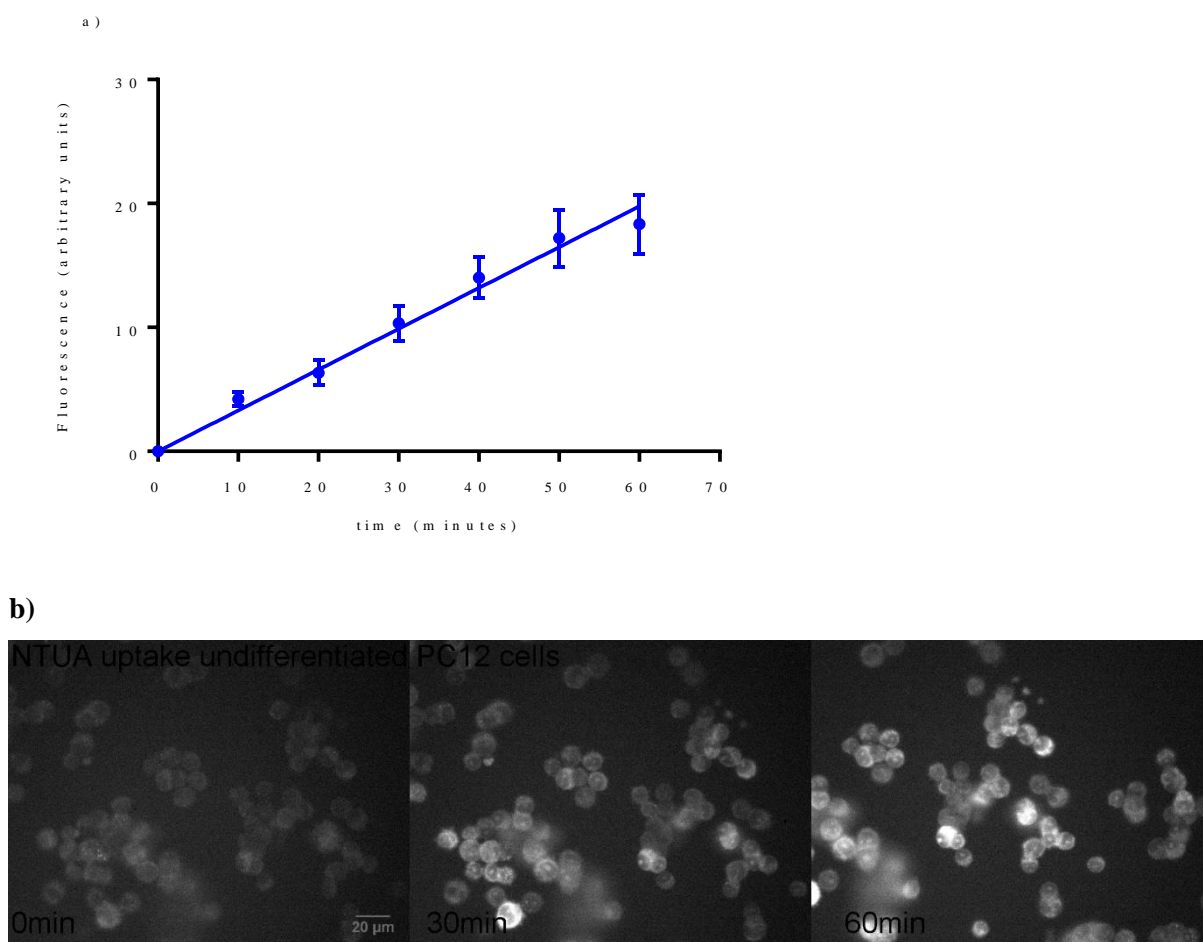 a)
30
20
10
0
Fluorescence (arbitrary units)
0 10 20 30 40 50 60 70
time (minutes)
b)
NTUA uptake undifferentiated PC12 cells
0min
20 µm
30min
60min